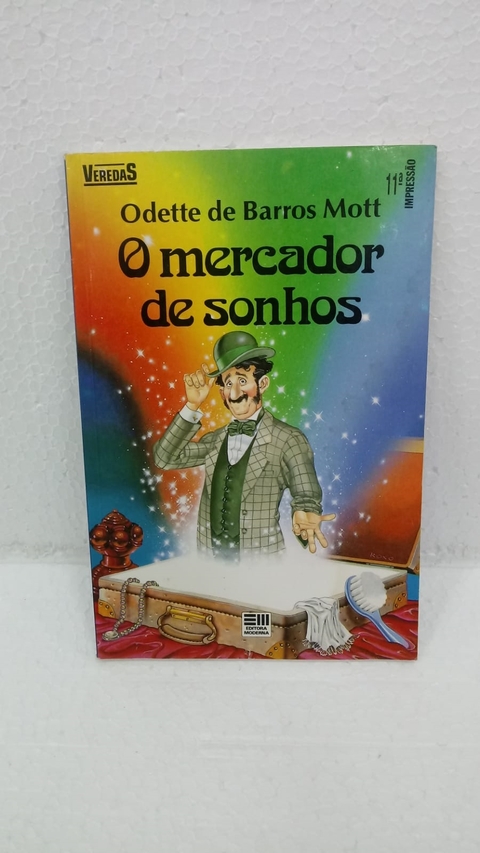 VEREDAS
11ª IMPRESSÃO
Odette de Barros Mott
O mercador
de sonhos
EDITORA
MODERNA